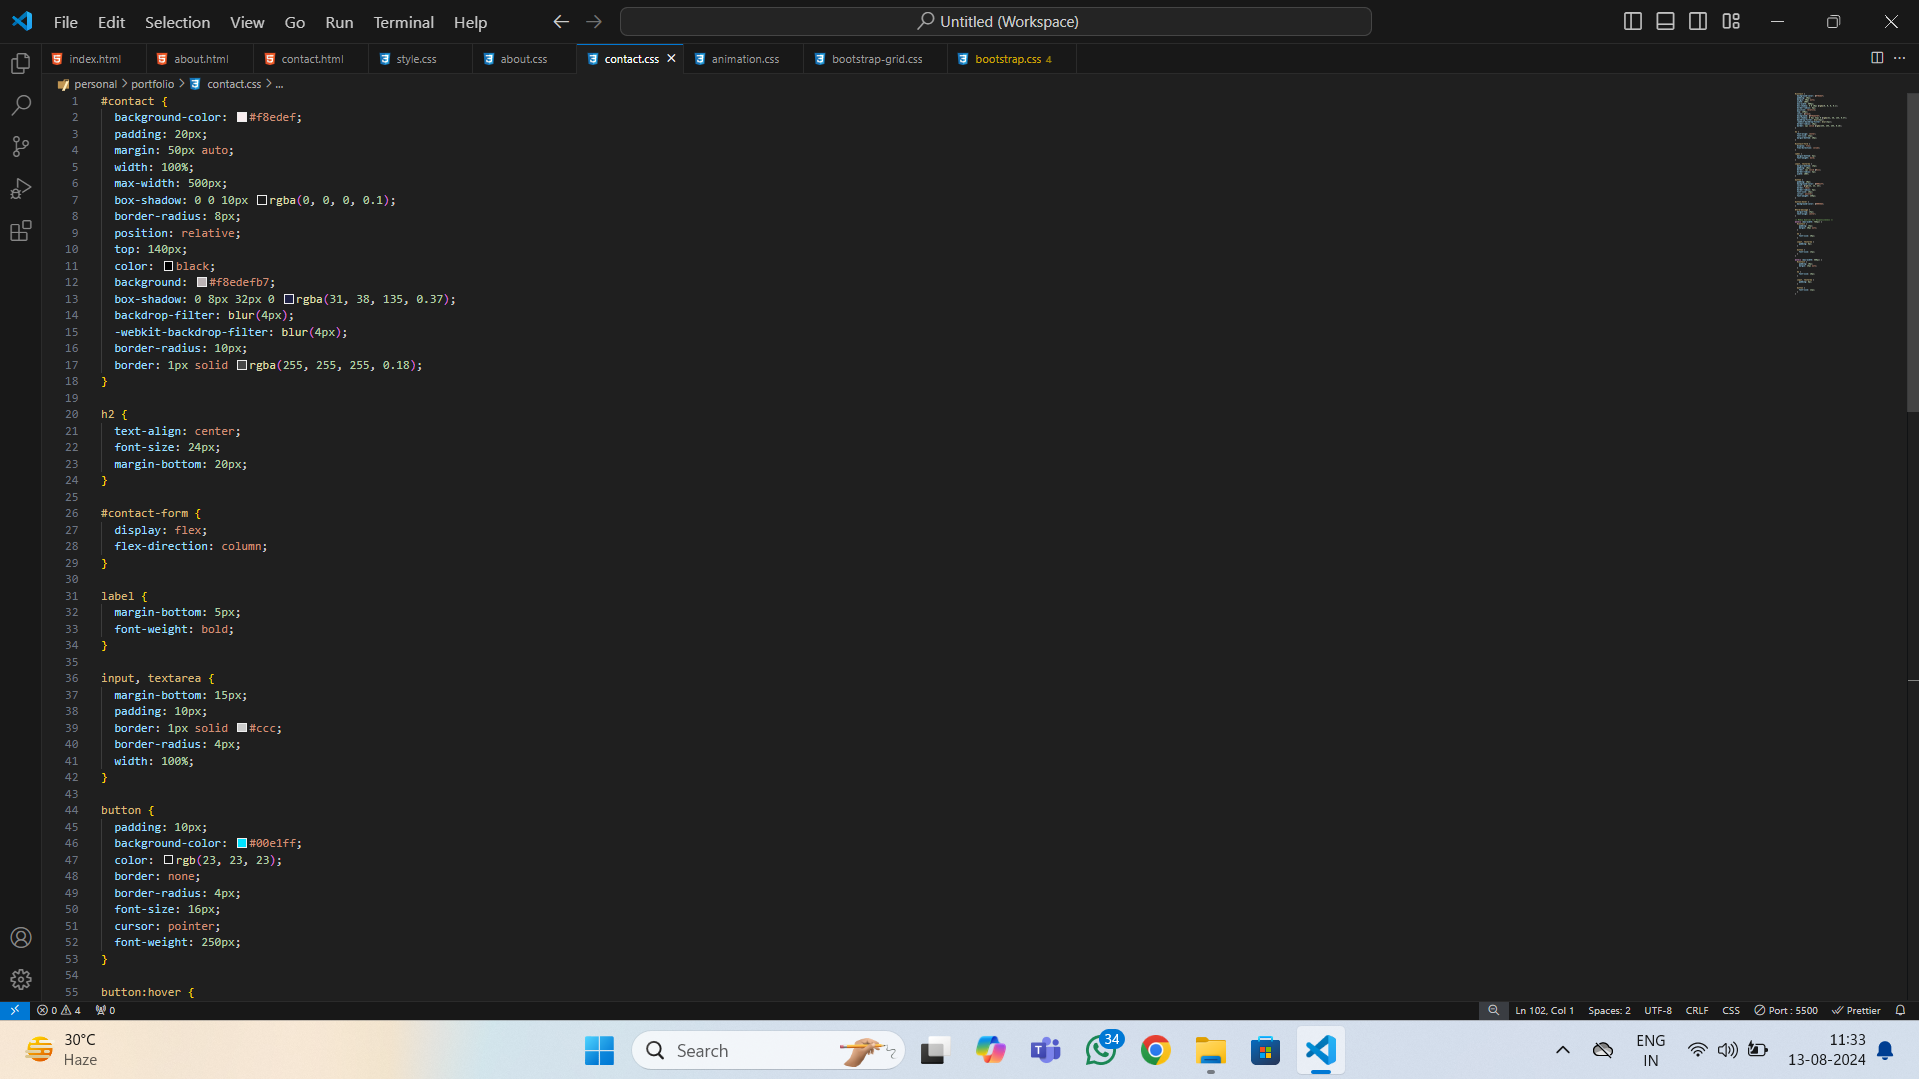 File Edit Selection View Go Run Terminal Help Untitled (Workspace)
index.html about.html contact.html style.css about.css contact.css animation.css bootstrap-grid.css bootstrap.css 4
personal > portfolio > contact.css > ...
1 #contact {
2 background-color: #f8edef;
3 padding: 20px;
4 margin: 50px auto;
5 width: 100%;
6 max-width: 500px;
7 box-shadow: 0 0 10px rgba(0, 0, 0, 0.1);
8 border-radius: 8px;
9 position: relative;
10 top: 140px;
11 color: black;
12 background: #f8edefb7;
13 box-shadow: 0 8px 32px 0 rgba(31, 38, 135, 0.37);
14 backdrop-filter: blur(4px);
15 -webkit-backdrop-filter: blur(4px);
16 border-radius: 10px;
17 border: 1px solid rgba(255, 255, 255, 0.18);
18 }
19
20 h2 {
21 text-align: center;
22 font-size: 24px;
23 margin-bottom: 20px;
24 }
25
26 #contact-form {
27 display: flex;
28 flex-direction: column;
29 }
30
31 label {
32 margin-bottom: 5px;
33 font-weight: bold;
34 }
35
36 input, textarea {
37 margin-bottom: 15px;
38 padding: 10px;
39 border: 1px solid #ccc;
40 border-radius: 4px;
41 width: 100%;
42 }
43
44 button {
45 padding: 10px;
46 background-color: #00e1ff;
47 color: rgb(23, 23, 23);
48 border: none;
49 border-radius: 4px;
50 font-size: 16px;
51 cursor: pointer;
52 font-weight: 250px;
53 }
54
55 button:hover {
0 4 0 Ln 102, Col 1 Spaces: 2 UTF-8 CRLF CSS Port : 5500 Prettier
30°C
Haze
Search
34
ENG
IN
11:33
13-08-2024